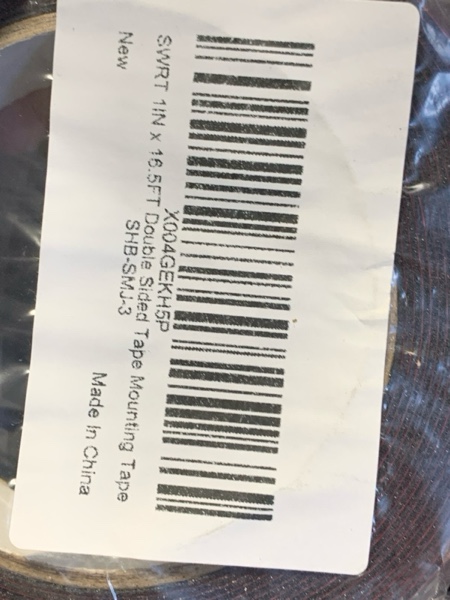 X004GEKH5P
SWRT 1IN x 16.5FT Double Sided Tape Mounting Tape
SHB-SMJ-3
New
Made In China